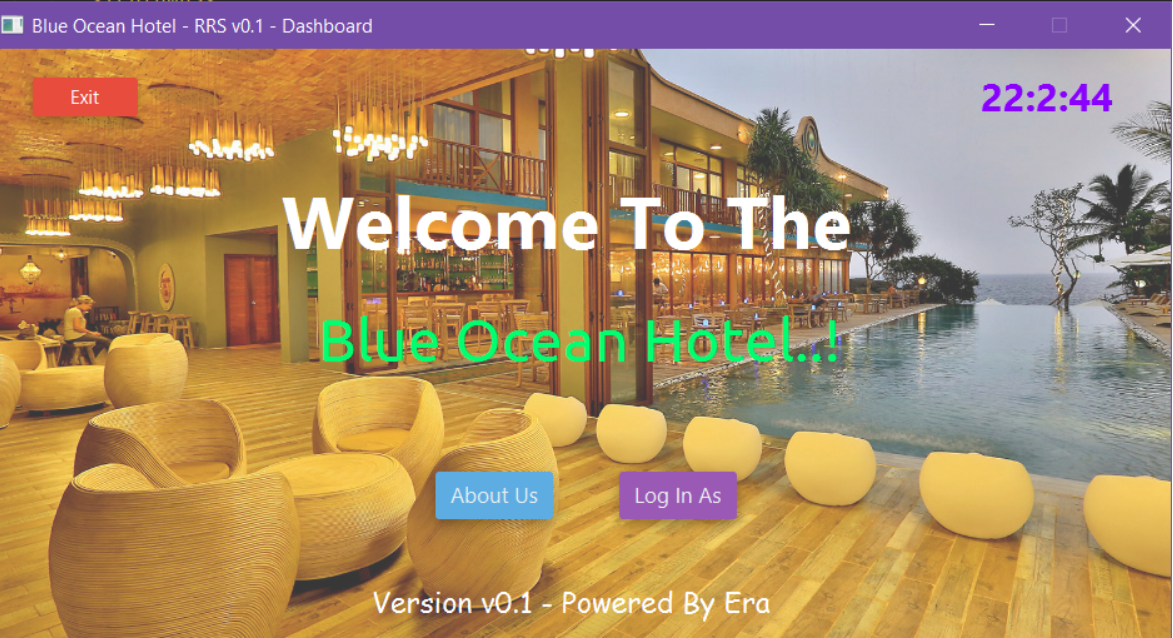 Blue Ocean Hotel - RRS v0.1 - Dashboard
Exit
22:2:44
Welcome To The
Blue Ocean Hotel..!
About Us
Log In As
Version v0.1 - Powered By Era